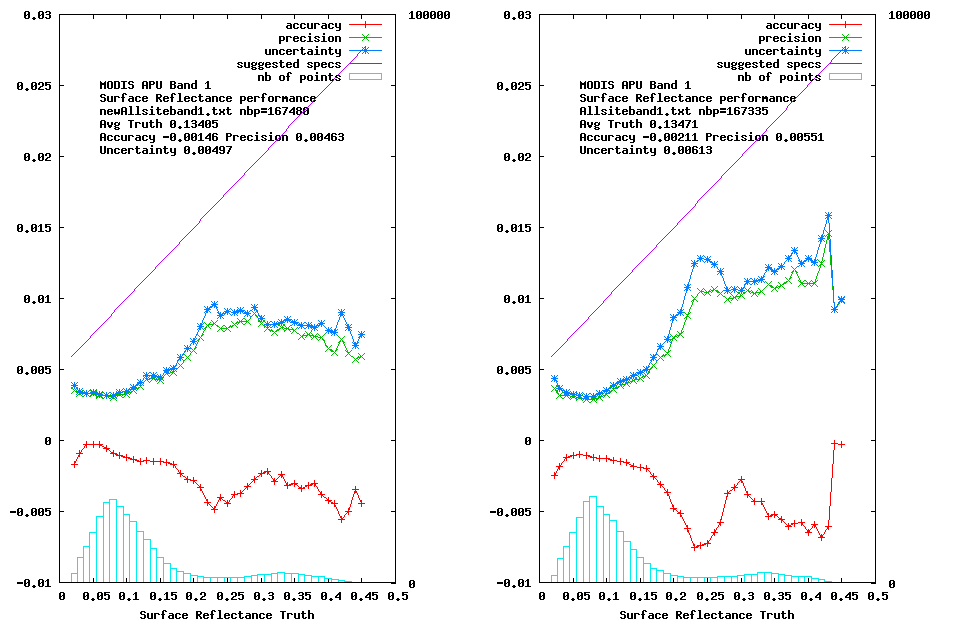 0.03
0.025
0.02
0.015
0.01
0.005
0
-0.005
-0.01
100000
0
accuracy
precision
uncertainty
suggested specs
nb of points
MODIS APU Band 1
Surface Reflectance performance
newAllsiteband1.txt nbp=167480
Avg Truth 0.13405
Accuracy -0.00146 Precision 0.00463
Uncertainty 0.00497
0 0.05 0.1 0.15 0.2 0.25 0.3 0.35 0.4 0.45 0.5
Surface Reflectance Truth
0.03
0.025
0.02
0.015
0.01
0.005
0
-0.005
-0.01
100000
0
accuracy
precision
uncertainty
suggested specs
nb of points
MODIS APU Band 1
Surface Reflectance performance
Allsiteband1.txt nbp=167335
Avg Truth 0.13471
Accuracy -0.00211 Precision 0.00551
Uncertainty 0.00613
0 0.05 0.1 0.15 0.2 0.25 0.3 0.35 0.4 0.45 0.5
Surface Reflectance Truth